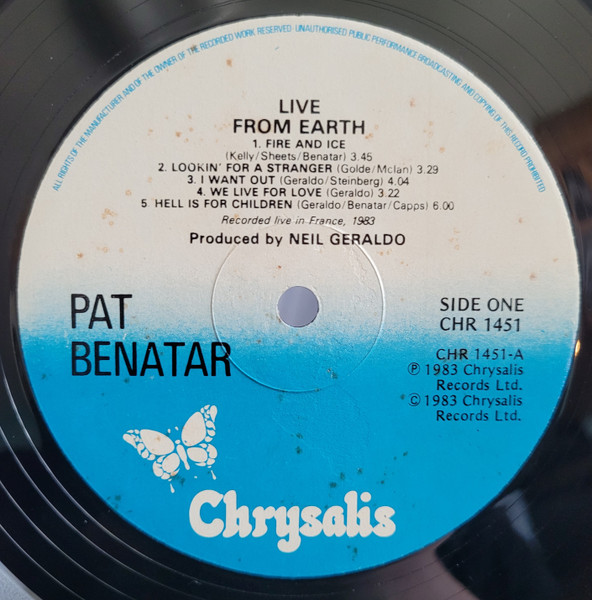 ALL RIGHTS OF THE MANUFACTURER AND OF THE OWNER OF THE RECORDED WORK RESERVED UNAUTHORISED PUBLIC PERFORMANCE BROADCASTING AND COPYING OF THIS RECORD PROHIBITED
LIVE
FROM EARTH
1. FIRE AND ICE
(Kelly/Sheets/Benatar) 3.45
2. LOOKIN' FOR A STRANGER (Golde/McIan) 3.29
3. I WANT OUT (Geraldo/Steinberg) 4.04
4. WE LIVE FOR LOVE (Geraldo) 3.22
5. HELL IS FOR CHILDREN (Geraldo/Benatar/Capps) 6.00
Recorded live in France, 1983
Produced by NEIL GERALDO
PAT
BENATAR
SIDE ONE
CHR 1451
CHR 1451-A
℗ 1983 Chrysalis
Records Ltd.
© 1983 Chrysalis
Records Ltd.
Chrysalis